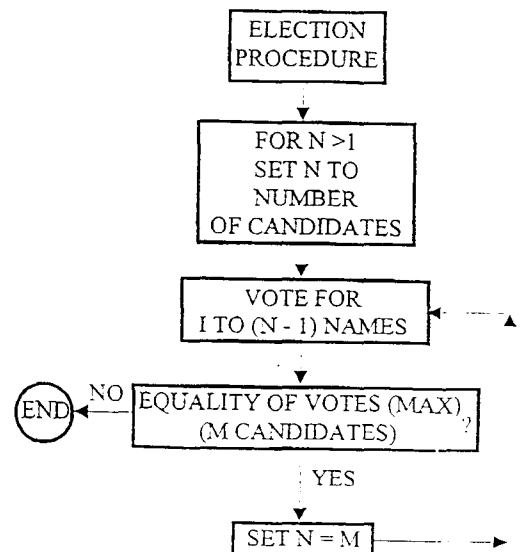 ELECTION
PROCEDURE
FOR N >1
SET N TO
NUMBER
OF CANDIDATES
VOTE FOR
I TO (N - 1) NAMES
EQUALITY OF VOTES (MAX)
(M CANDIDATES) ?
NO
END
YES
SET N = M